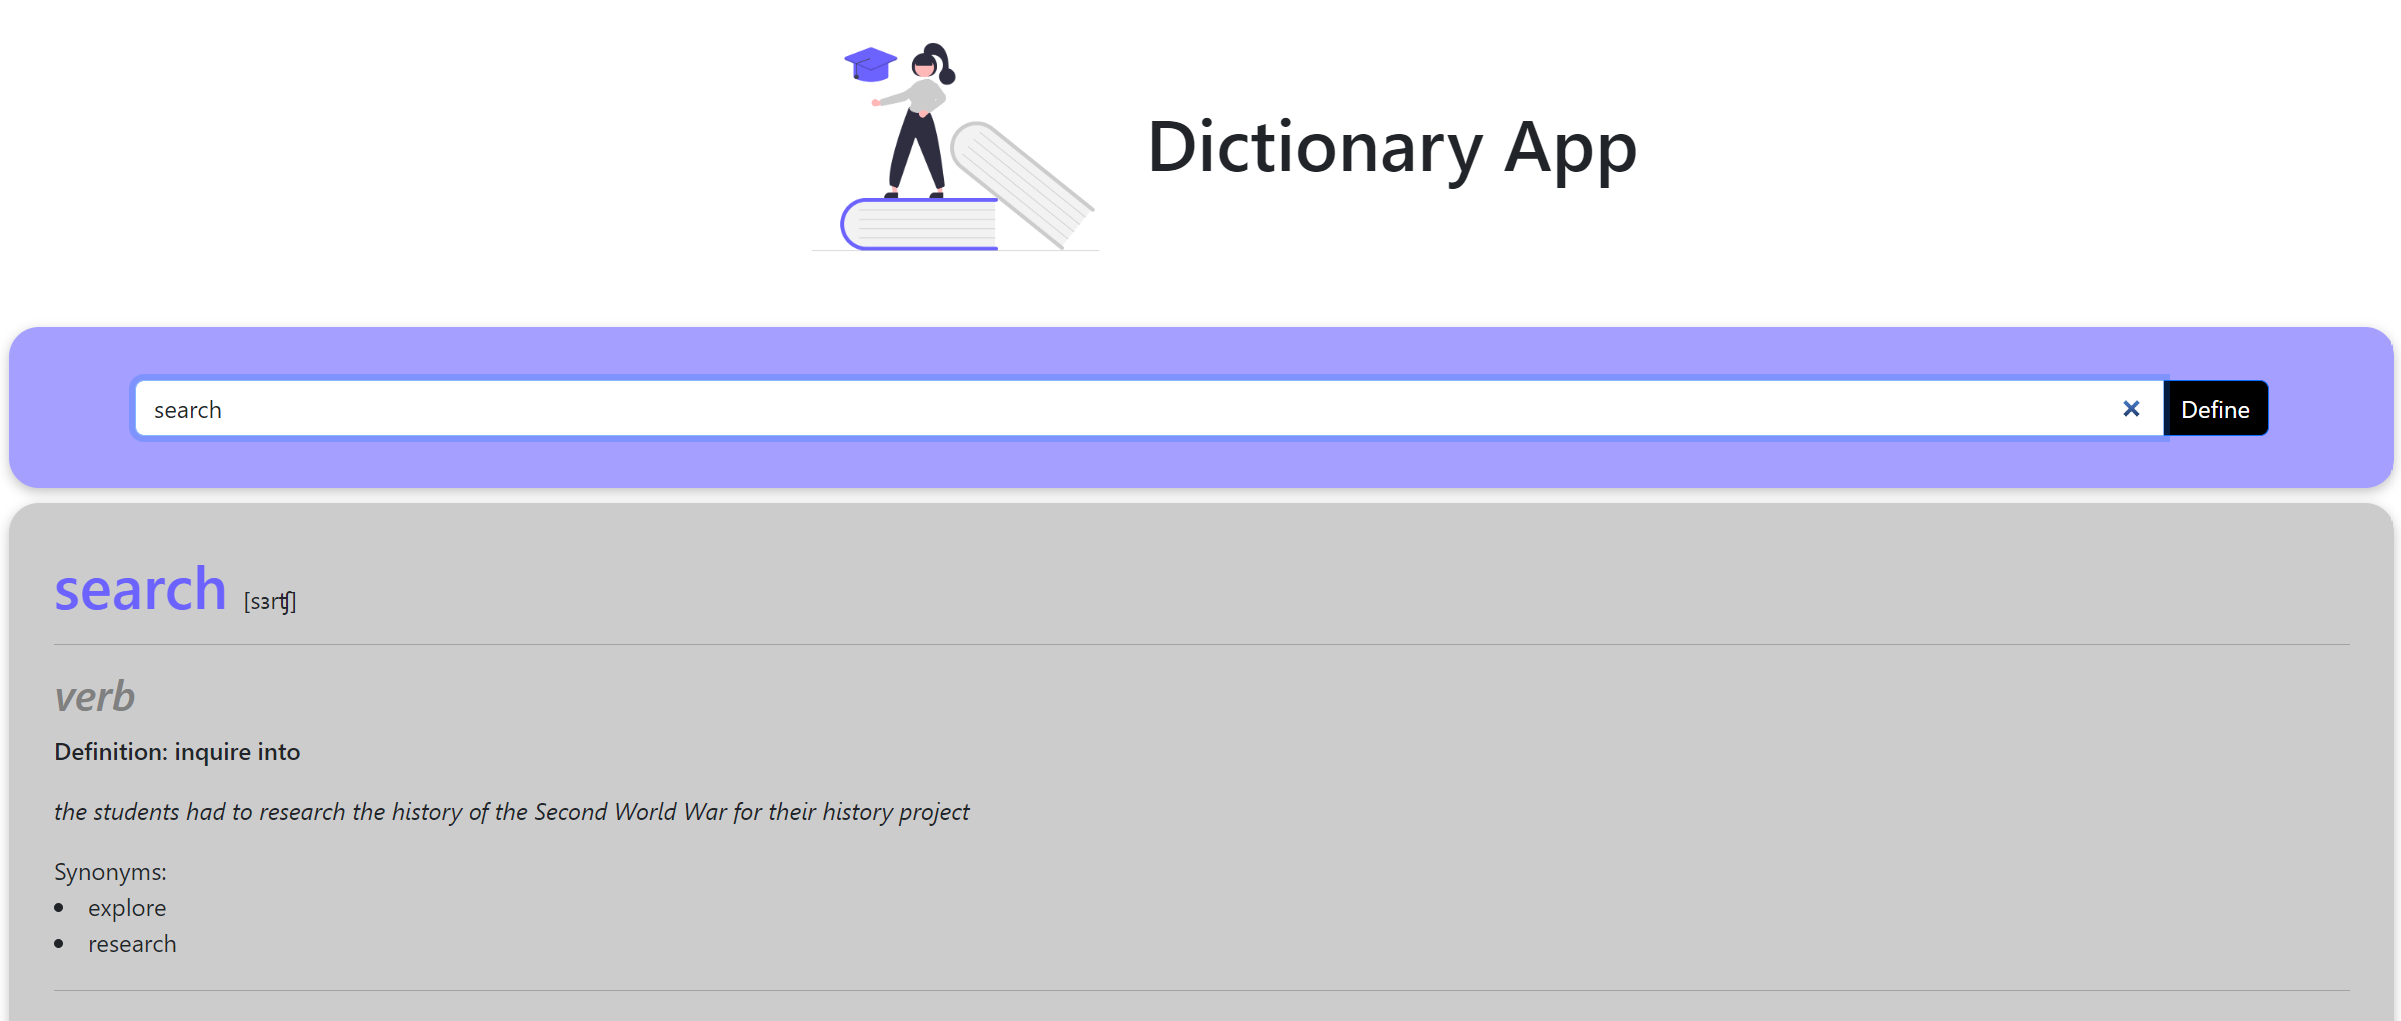 Dictionary App
search
Define
search [sɜrʧ]
verb
Definition: inquire into
the students had to research the history of the Second World War for their history project
Synonyms:
explore
research